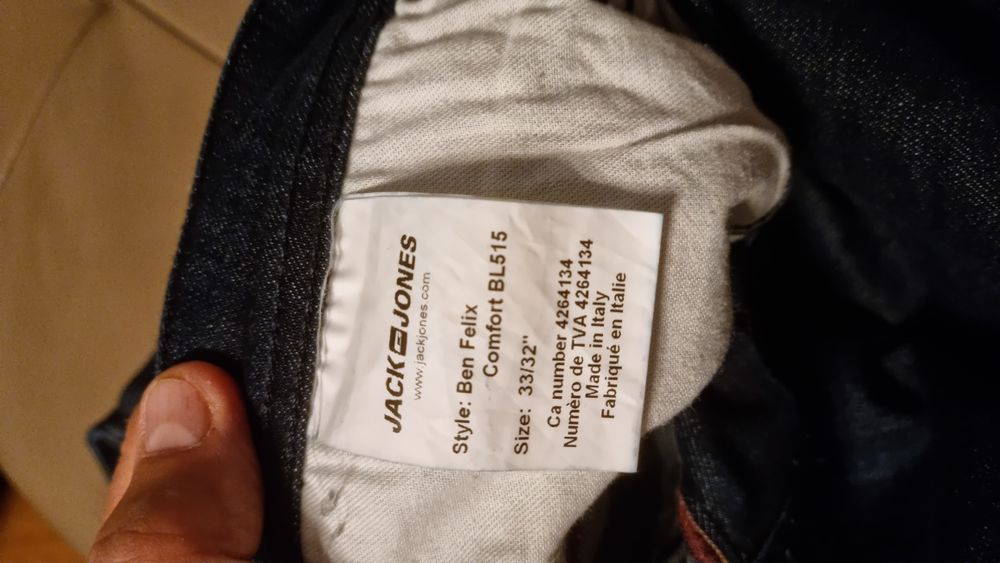 JACK JONES
www.jackjones.com
Style: Ben Felix
Comfort BL515
Size: 33/32"
Ca number 4264134
Numèro de TVA 4264134
Made in Italy
Fabriqué en Italie